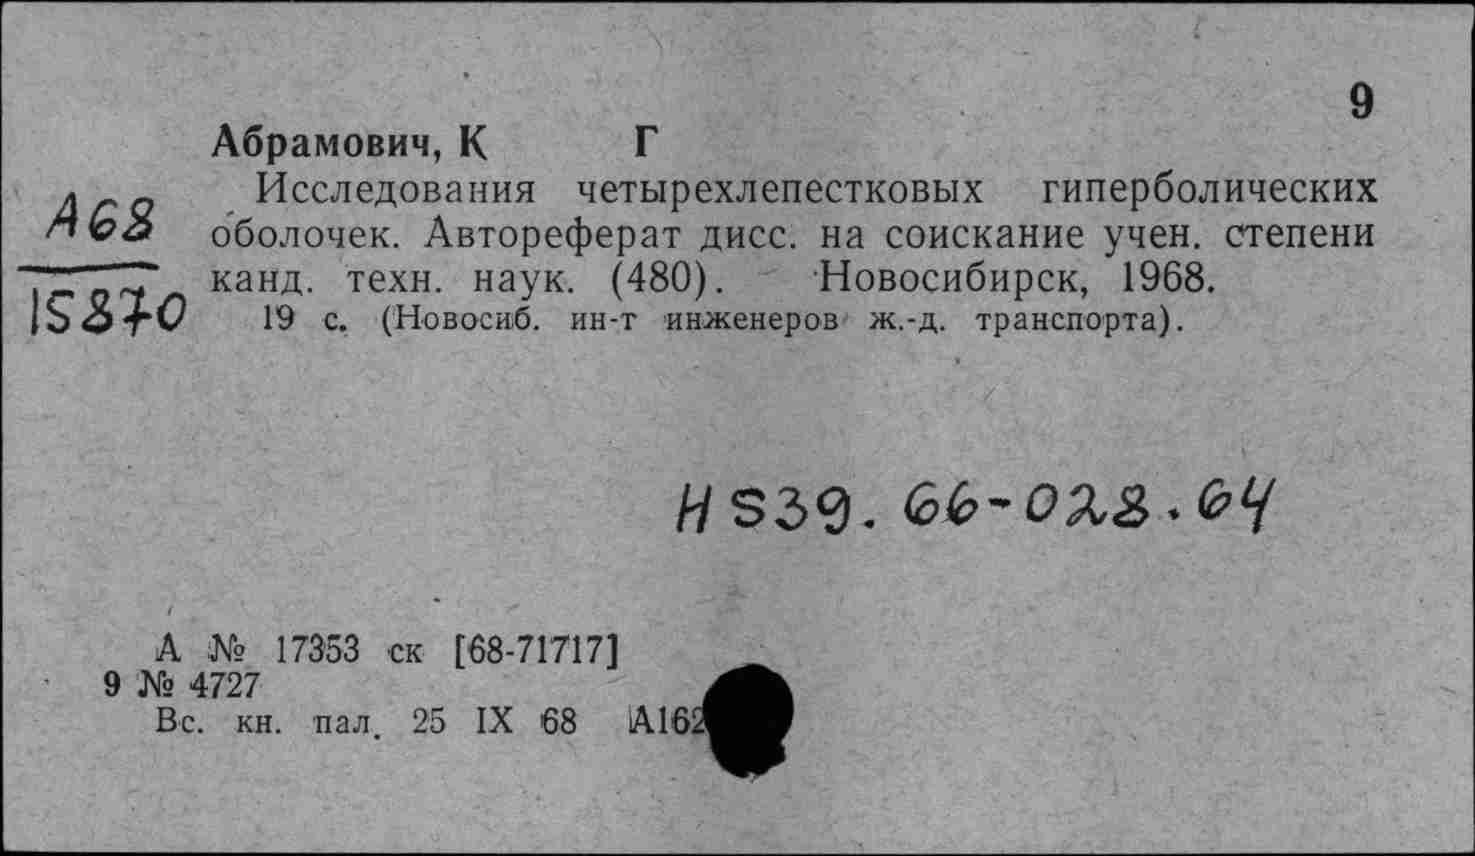 9
Абрамович, К Г
Исследования четырехлепестковых гиперболических
А68 оболочек. Автореферат дисс. на соискание учен. степени
канд. техн. наук. (480). Новосибирск, 1968.
15870 19 с. (Новосиб. ин-т инженеров ж.-д. транспорта).
Н 539. 66-028.64
А № 17353 ск [68-71717]
9 № 4727
Вс. кн. пал. 25 IX 68 А162